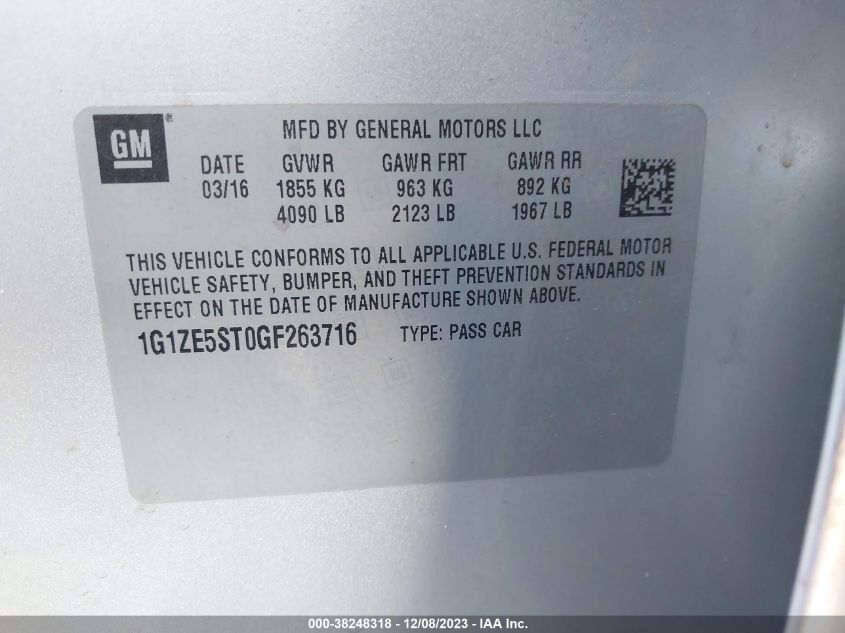 GM®
MFD BY GENERAL MOTORS LLC
DATE GVWR GAWR FRT GAWR RR
03/16 1855 KG 963 KG 892 KG
4090 LB 2123 LB 1967 LB
THIS VEHICLE CONFORMS TO ALL APPLICABLE U.S. FEDERAL MOTOR
VEHICLE SAFETY, BUMPER, AND THEFT PREVENTION STANDARDS IN
EFFECT ON THE DATE OF MANUFACTURE SHOWN ABOVE.
1G1ZE5ST0GF263716 TYPE: PASS CAR
000-38248318 - 12/08/2023 - IAA Inc.